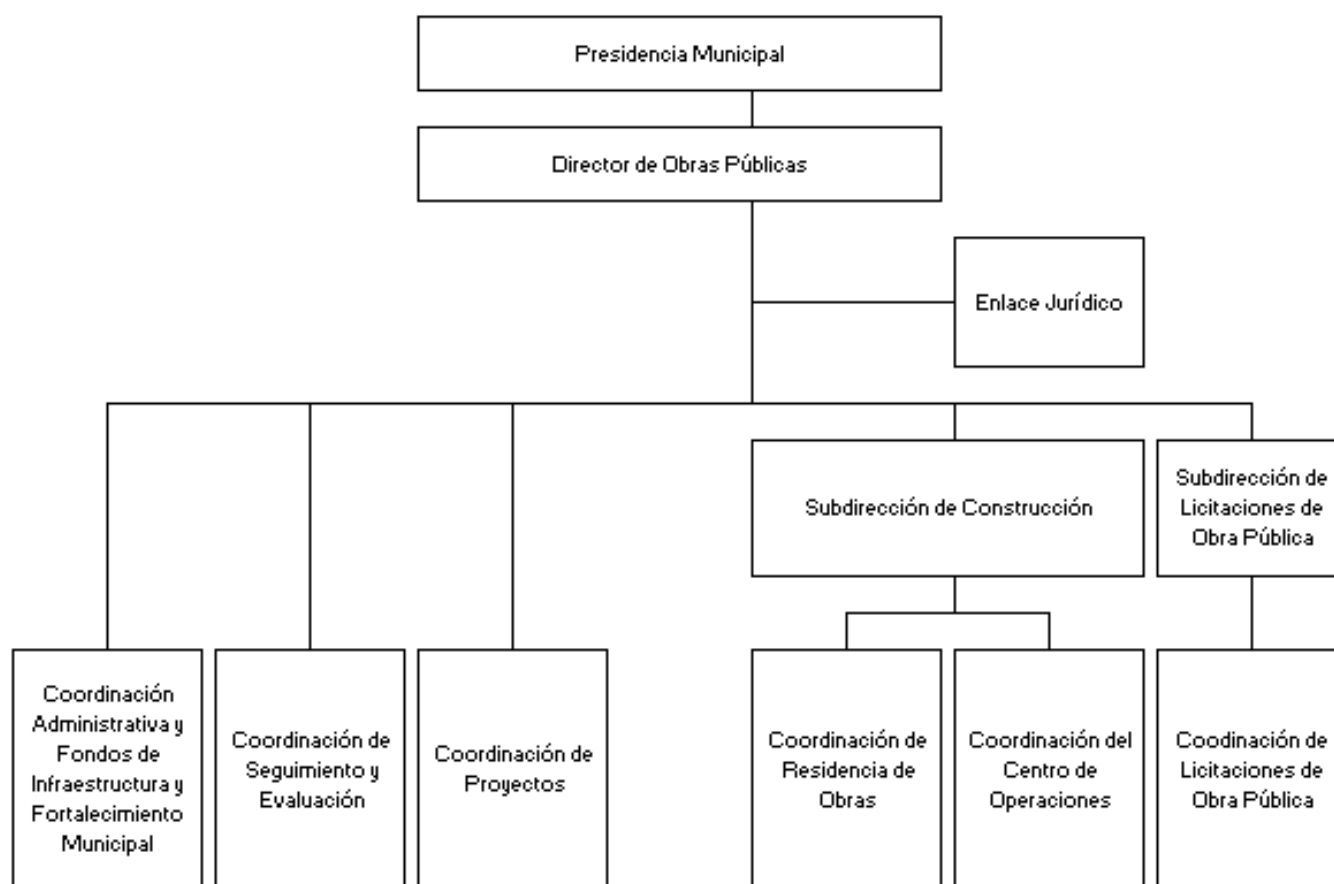 Presidencia Municipal
Director de Obras Públicas
Enlace Jurídico
Subdirección de Construcción
Subdirección de
Licitaciones de
Obra Pública
Coordinación
Administrativa y
Fondos de
Infraestructura y
Fortalecimiento
Municipal
Coordinación de
Seguimiento y
Evaluación
Coordinación de
Proyectos
Coordinación de
Residencia de
Obras
Coordinación del
Centro de
Operaciones
Coodinación de
Licitaciones de
Obra Pública